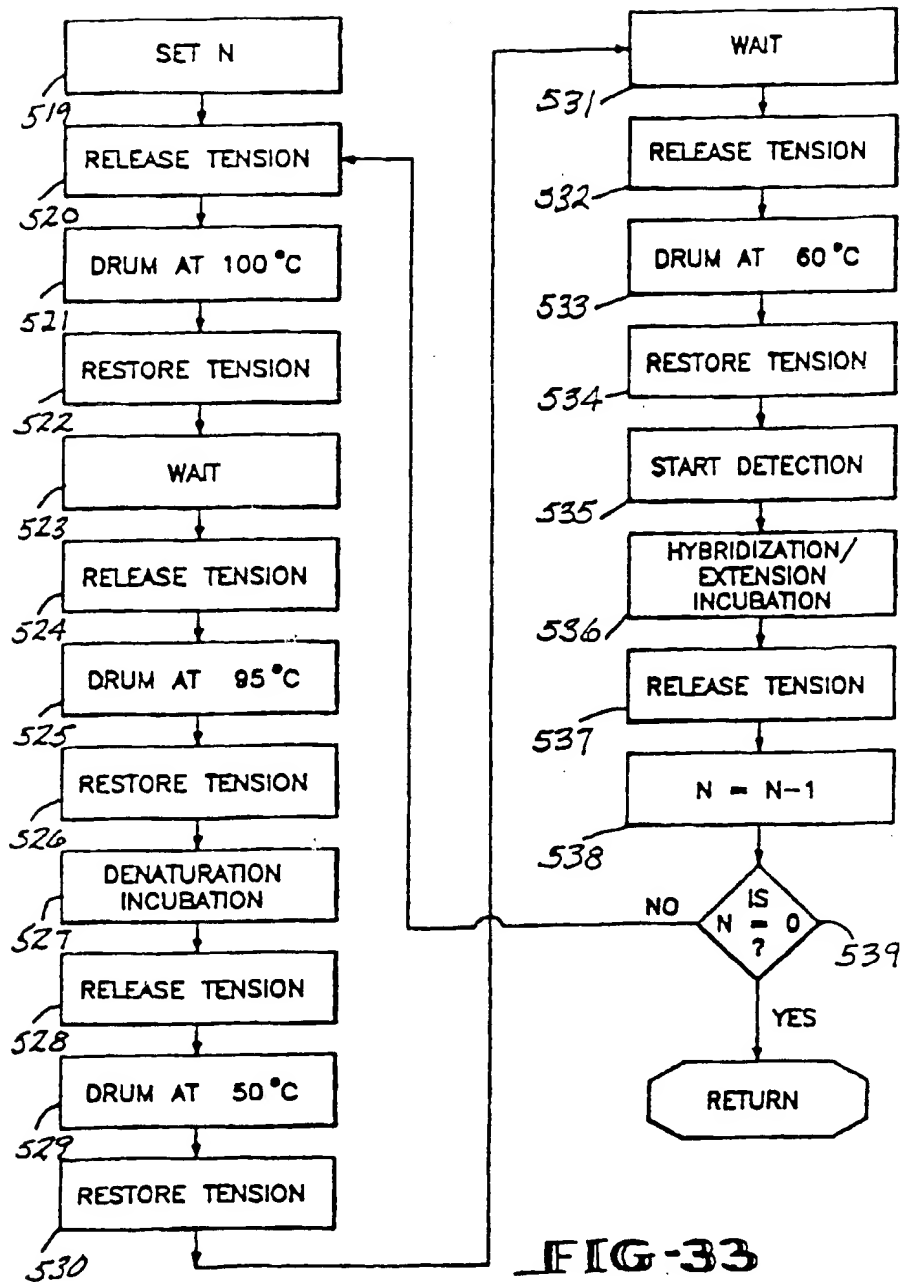 SET N
519
RELEASE TENSION
520
DRUM AT 100 °C
521
RESTORE TENSION
522
WAIT
523
RELEASE TENSION
524
DRUM AT 95 °C
525
RESTORE TENSION
526
DENATURATION
INCUBATION
527
RELEASE TENSION
528
DRUM AT 50 °C
529
RESTORE TENSION
530
WAIT
531
RELEASE TENSION
532
DRUM AT 60 °C
533
RESTORE TENSION
534
START DETECTION
535
HYBRIDIZATION/
EXTENSION
INCUBATION
536
RELEASE TENSION
537
N = N-1
538
NO
IS
N = 0
?
539
YES
RETURN
FIG-33